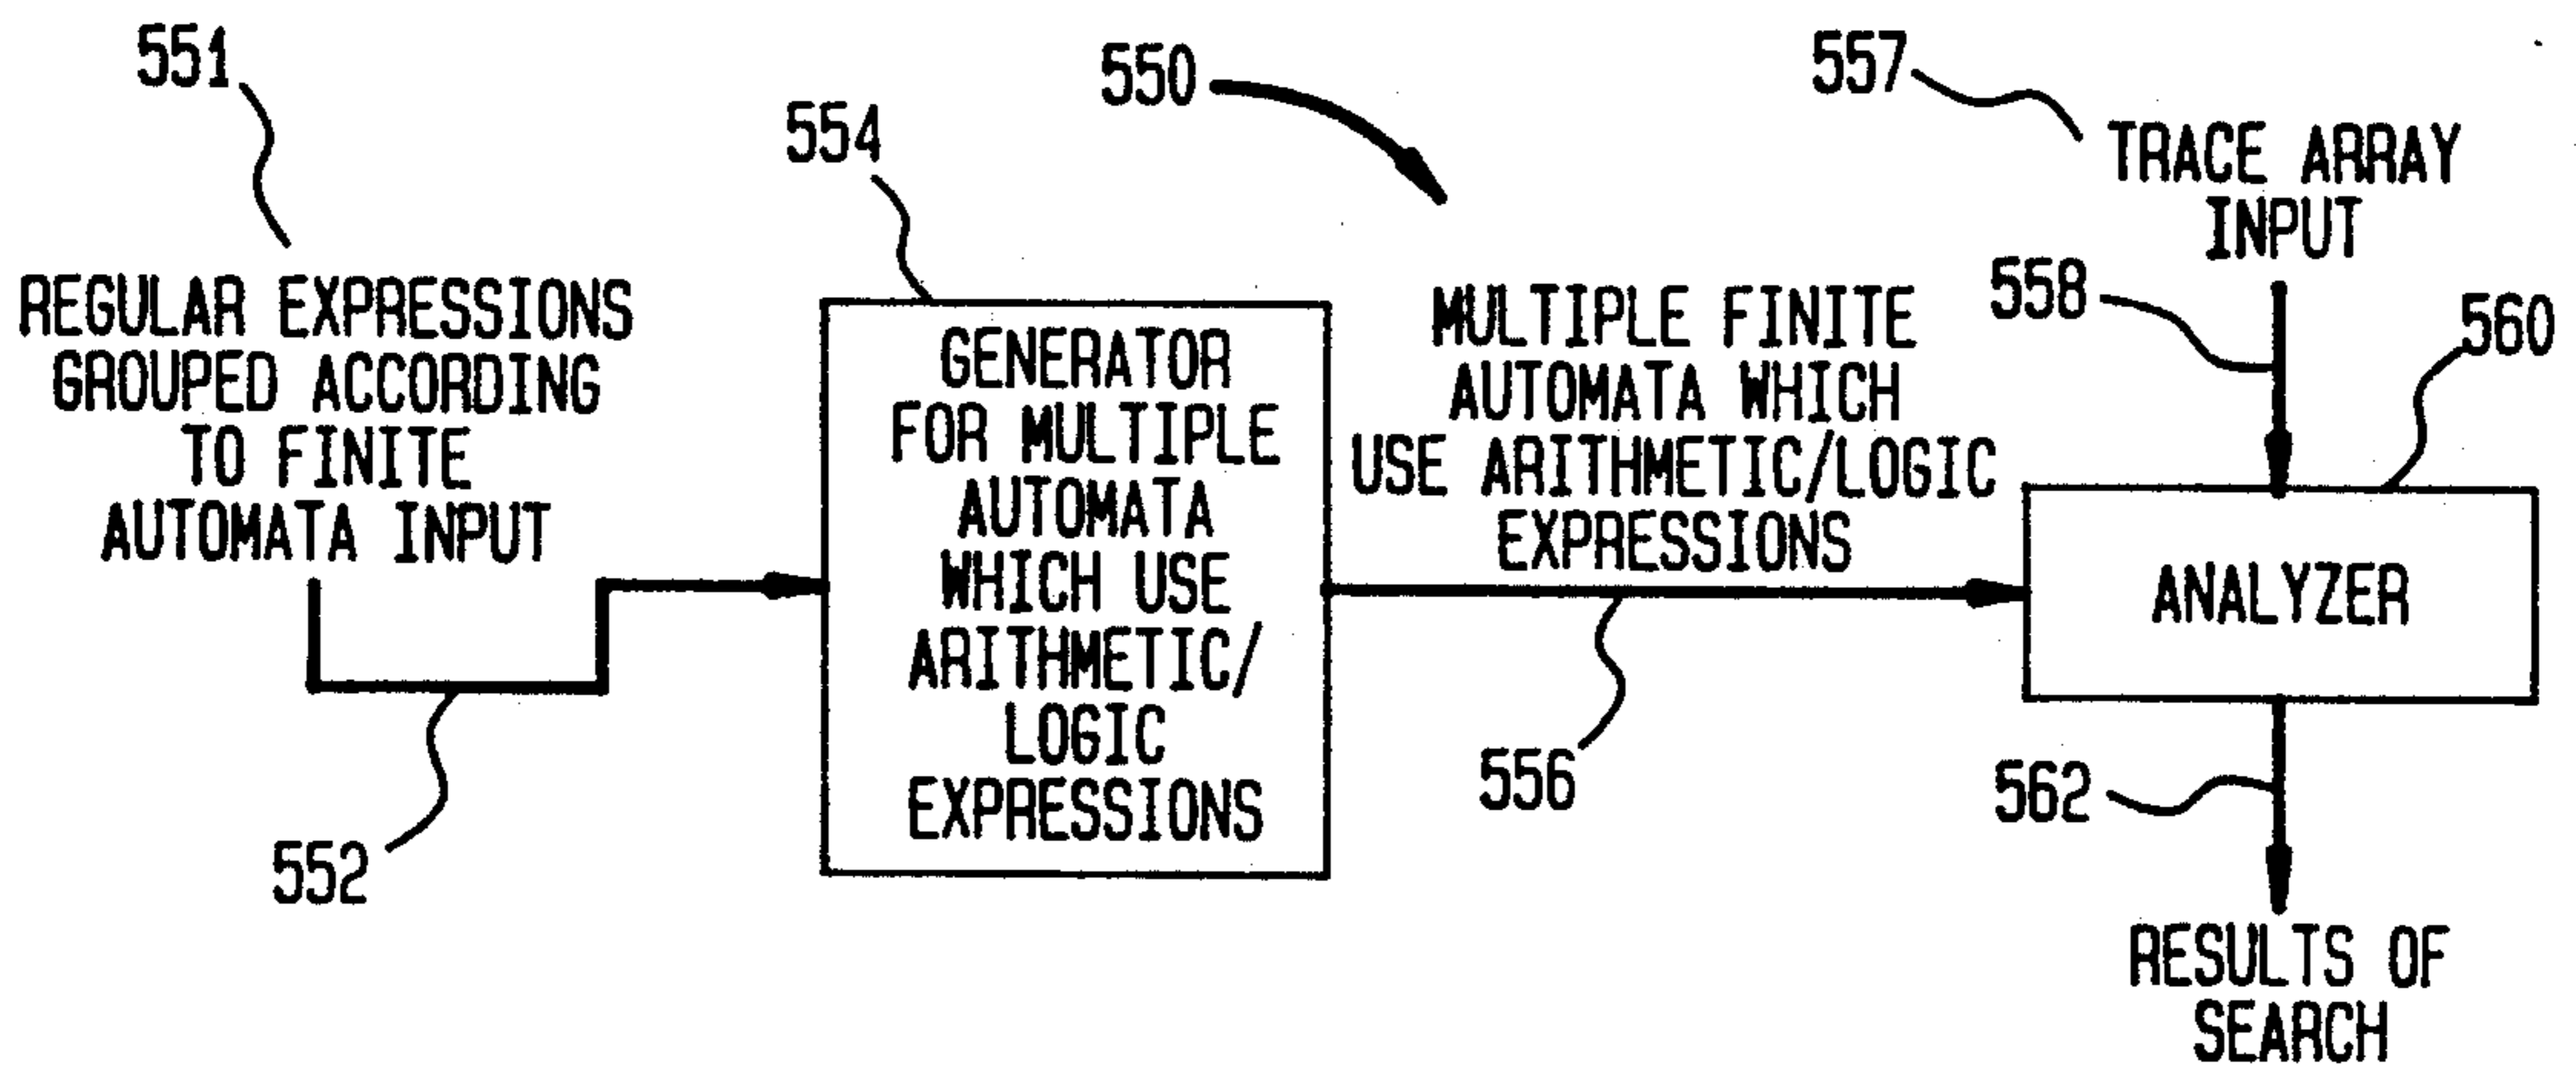 551
REGULAR EXPRESSIONS
GROUPED ACCORDING
TO FINITE
AUTOMATA INPUT
552
554
GENERATOR
FOR MULTIPLE
AUTOMATA
WHICH USE
ARITHMETIC/
LOGIC
EXPRESSIONS
550
MULTIPLE FINITE
AUTOMATA WHICH
USE ARITHMETIC/LOGIC
EXPRESSIONS
556
557
TRACE ARRAY
INPUT
558
560
ANALYZER
562
RESULTS OF
SEARCH